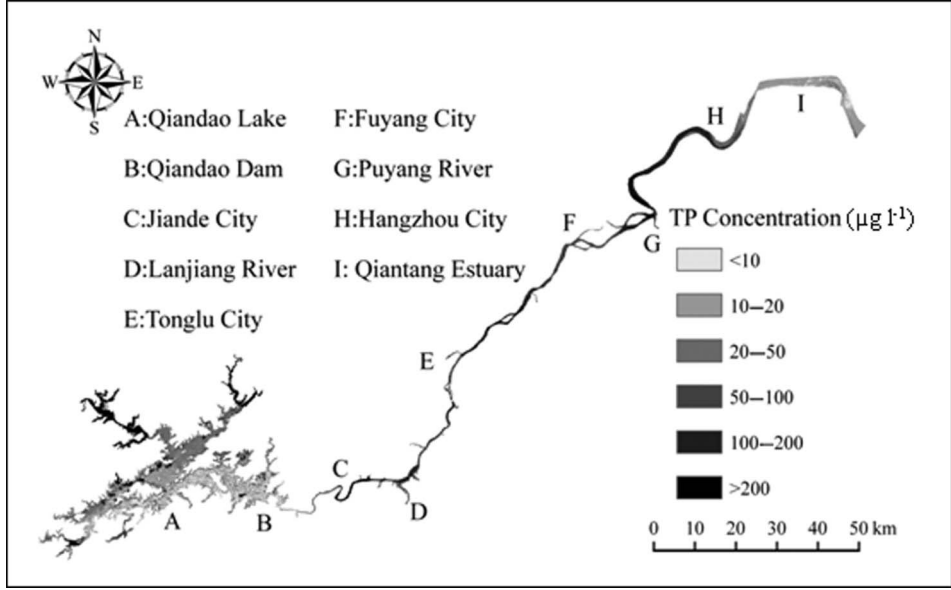 N
W E
S
A:Qiandao Lake
B:Qiandao Dam
C:Jiande City
D:Lanjiang River
E:Tonglu City
F:Fuyang City
G:Puyang River
H:Hangzhou City
I: Qiantang Estuary
H
I
F
G
E
C
D
A
B
TP Concentration (µg l⁻¹)
<10
10—20
20—50
50—100
100—200
>200
0 10 20 30 40 50 km